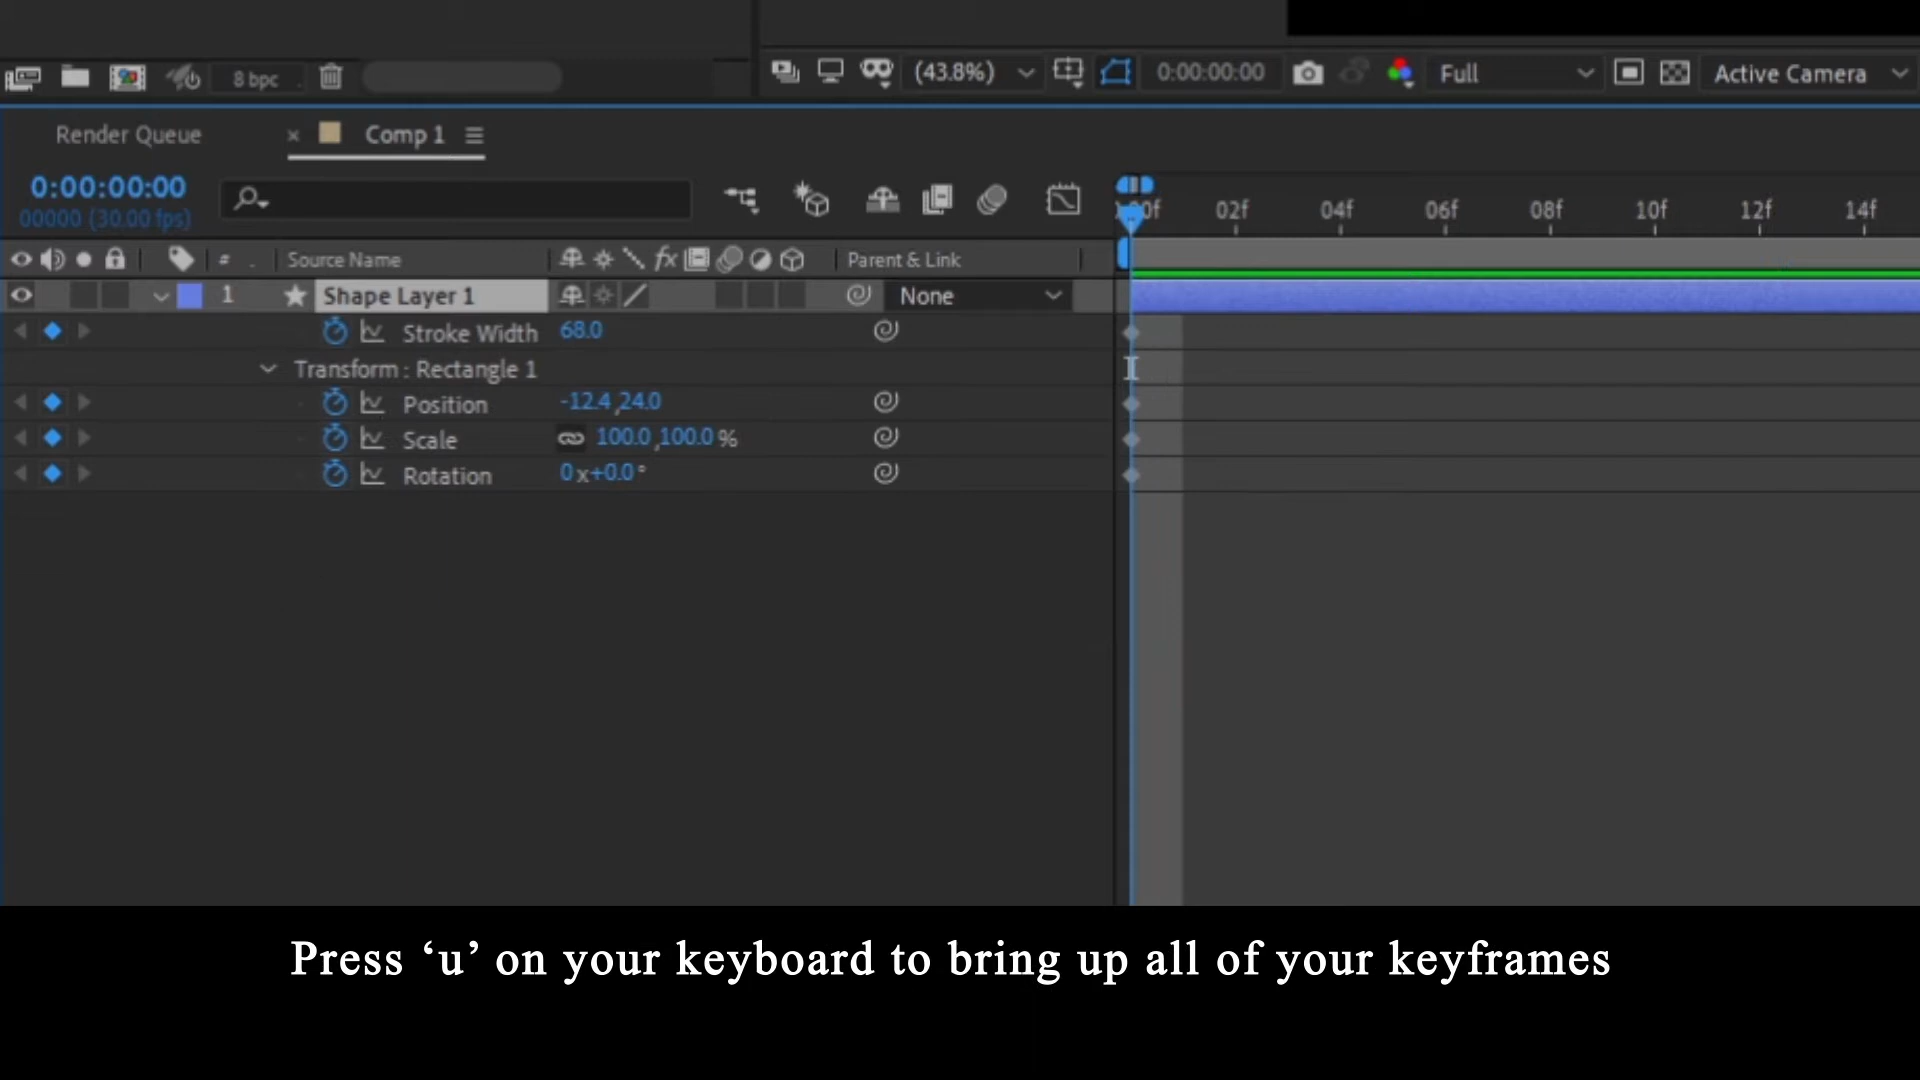 8 bpc
(43.8%)
0:00:00:00
Full
Active Camera
Render Queue
Comp 1
0:00:00:00
00000 (30.00 fps)
02f 04f 06f 08f 10f 12f 14f
# Source Name fx Parent & Link
1 Shape Layer 1 None
Stroke Width 68.0
Transform : Rectangle 1
Position -12.4,24.0
Scale 100.0,100.0%
Rotation 0x+0.0°
Press ‘u’ on your keyboard to bring up all of your keyframes